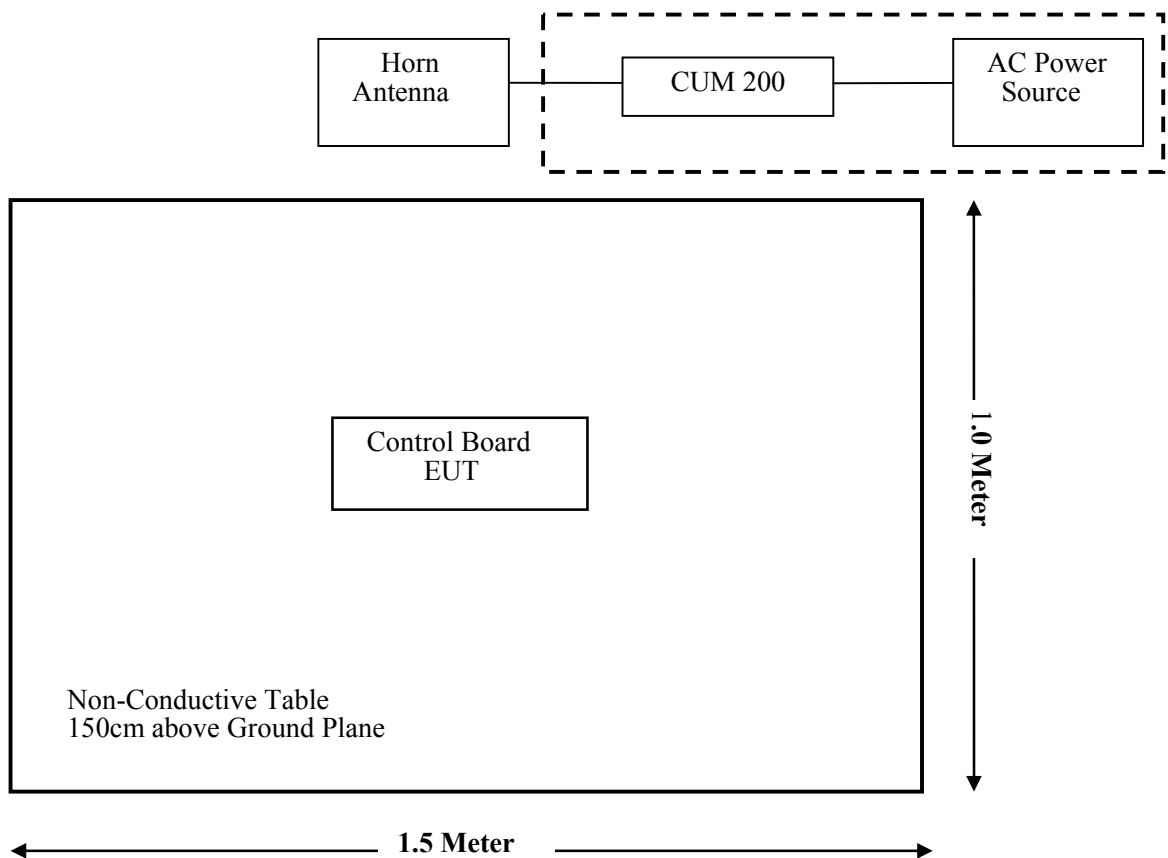 Horn
Antenna
CUM 200
AC Power
Source
Control Board
EUT
1.0 Meter
Non-Conductive Table
150cm above Ground Plane
1.5 Meter